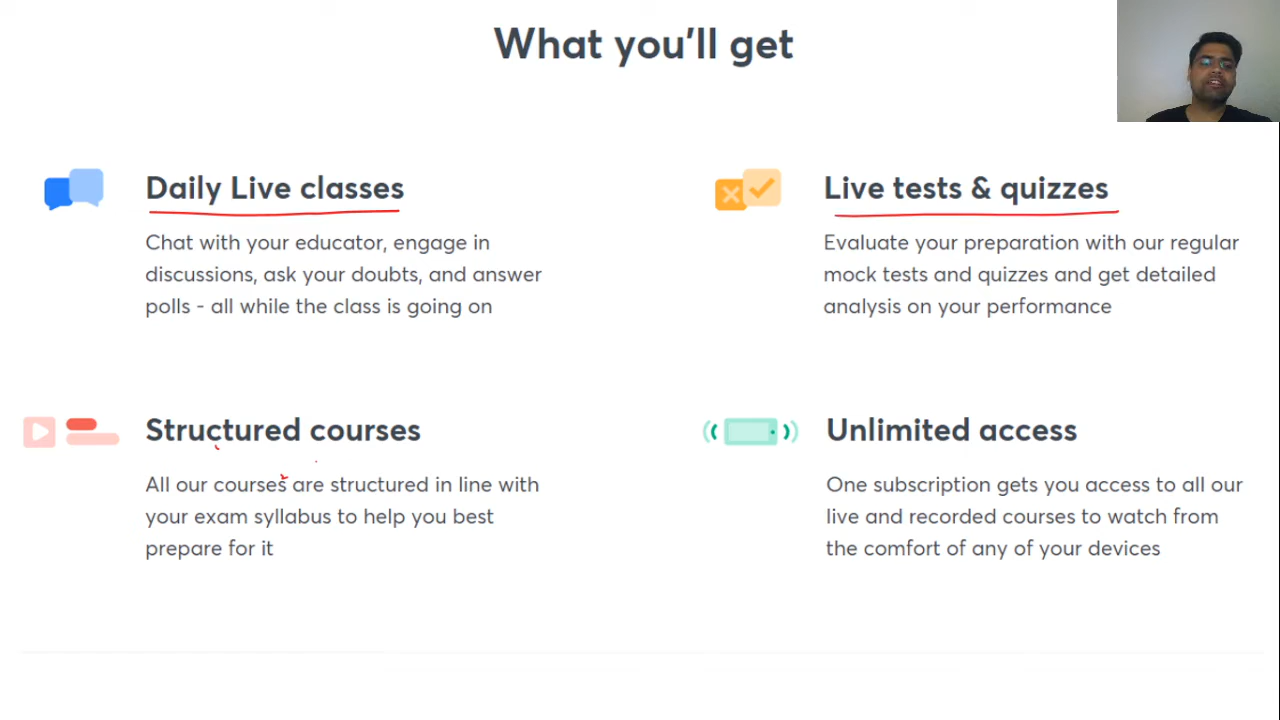 What you'll get
Daily Live classes
Chat with your educator, engage in
discussions, ask your doubts, and answer
polls - all while the class is going on
Live tests & quizzes
Evaluate your preparation with our regular
mock tests and quizzes and get detailed
analysis on your performance
Structured courses
All our courses are structured in line with
your exam syllabus to help you best
prepare for it
Unlimited access
One subscription gets you access to all our
live and recorded courses to watch from
the comfort of any of your devices